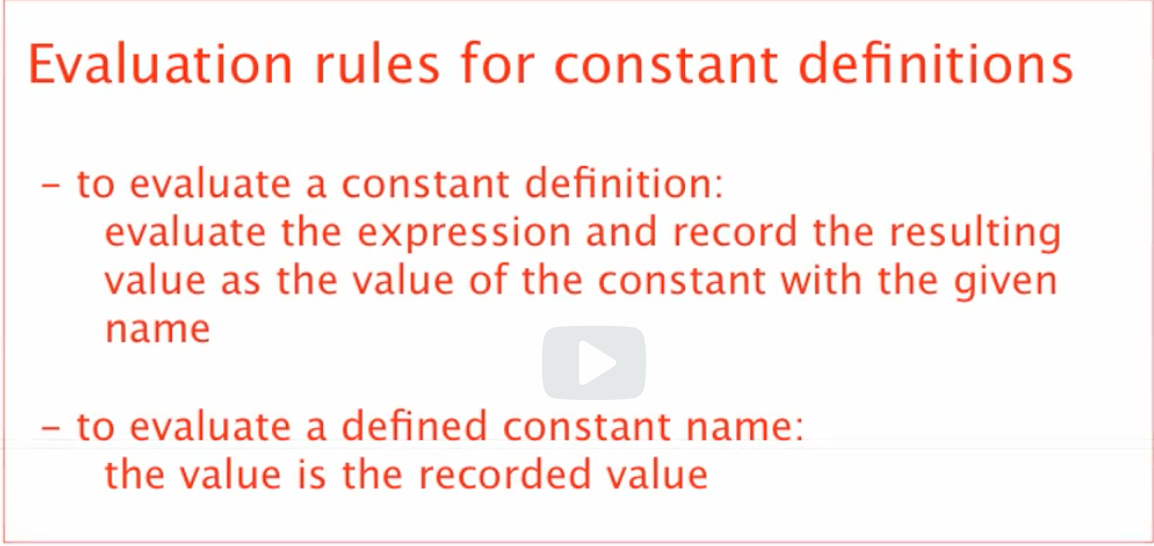 Evaluation rules for constant definitions
– to evaluate a constant definition:
evaluate the expression and record the resulting
value as the value of the constant with the given
name
– to evaluate a defined constant name:
the value is the recorded value